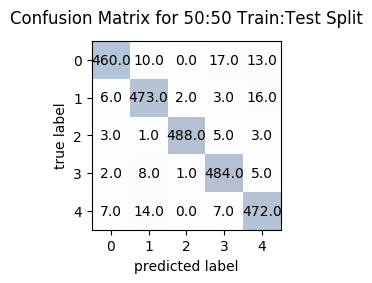 Confusion Matrix for 50:50 Train:Test Split
0 460.0 10.0 0.0 17.0 13.0
1 6.0 473.0 2.0 3.0 16.0
2 3.0 1.0 488.0 5.0 3.0
3 2.0 8.0 1.0 484.0 5.0
4 7.0 14.0 0.0 7.0 472.0
true label
0 1 2 3 4
predicted label